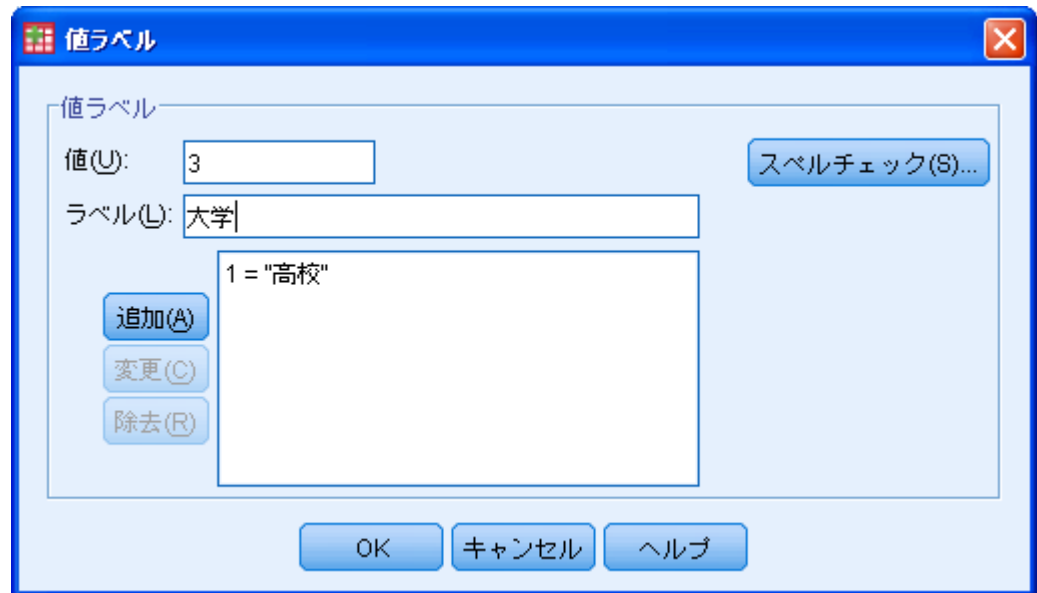 値ラベル
値ラベル
値(U): 3
スペルチェック(S)...
ラベル(L): 大学
1 = "高校"
追加(A)
変更(C)
除去(R)
OK キャンセル ヘルプ